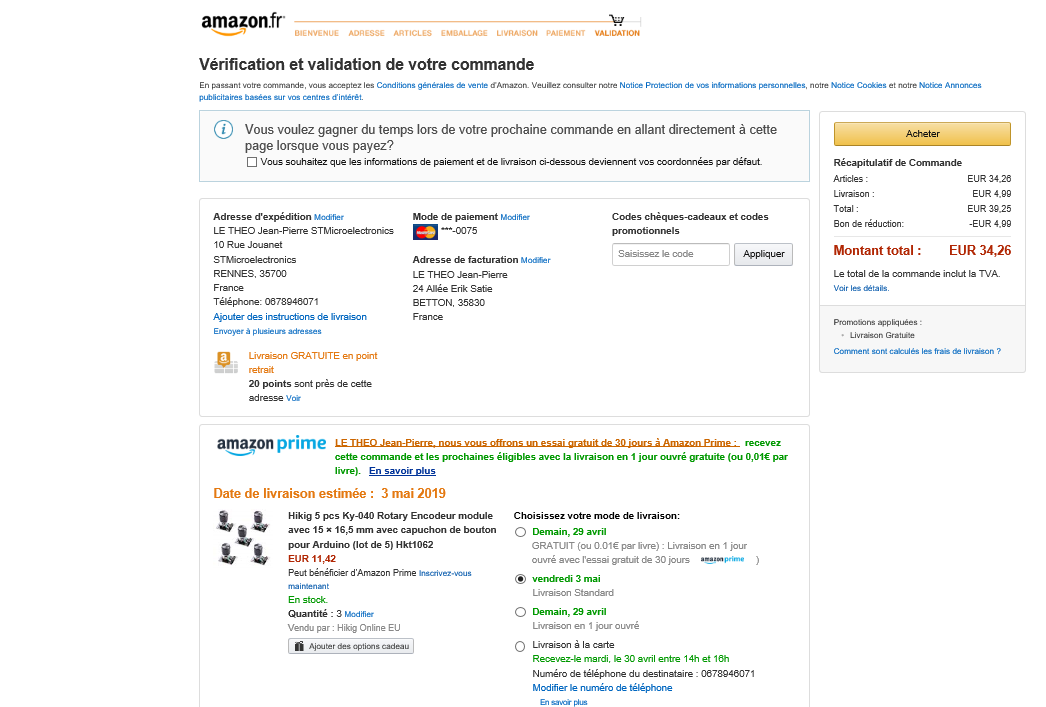 amazon.fr
BIENVENUE ADRESSE ARTICLES EMBALLAGE LIVRAISON PAIEMENT VALIDATION
Vérification et validation de votre commande
En passant votre commande, vous acceptez les Conditions générales de vente d'Amazon. Veuillez consulter notre Notice Protection de vos informations personnelles, notre Notice Cookies et notre Notice Annonces
publicitaires basées sur vos centres d'intérêt.
Vous voulez gagner du temps lors de votre prochaine commande en allant directement à cette
page lorsque vous payez?
Vous souhaitez que les informations de paiement et de livraison ci-dessous deviennent vos coordonnées par défaut.
Adresse d'expédition Modifier
LE THEO Jean-Pierre STMicroelectronics
10 Rue Jouanet
STMicroelectronics
RENNES, 35700
France
Téléphone: 0678946071
Ajouter des instructions de livraison
Envoyer à plusieurs adresses
Livraison GRATUITE en point
retrait
20 points sont près de cette
adresse Voir
Mode de paiement Modifier
MasterCard ***-0075
Adresse de facturation Modifier
LE THEO Jean-Pierre
24 Allée Erik Satie
BETTON, 35830
France
Codes chèques-cadeaux et codes
promotionnels
Saisissez le code Appliquer
Acheter
Récapitulatif de Commande
Articles : EUR 34,26
Livraison : EUR 4,99
Total : EUR 39,25
Bon de réduction: -EUR 4,99
Montant total : EUR 34,26
Le total de la commande inclut la TVA.
Voir les détails.
Promotions appliquées :
Livraison Gratuite
Comment sont calculés les frais de livraison ?
amazon prime
LE THEO Jean-Pierre, nous vous offrons un essai gratuit de 30 jours à Amazon Prime : recevez
cette commande et les prochaines éligibles avec la livraison en 1 jour ouvré gratuite (ou 0,01€ par
livre). En savoir plus
Date de livraison estimée : 3 mai 2019
Hikig 5 pcs Ky-040 Rotary Encodeur module
avec 15 × 16,5 mm avec capuchon de bouton
pour Arduino (lot de 5) Hkt1062
EUR 11,42
Peut bénéficier d'Amazon Prime Inscrivez-vous
maintenant
En stock.
Quantité : 3 Modifier
Vendu par : Hikig Online EU
Ajouter des options cadeau
Choisissez votre mode de livraison:
Demain, 29 avril
GRATUIT (ou 0.01€ par livre) : Livraison en 1 jour
ouvré avec l'essai gratuit de 30 jours amazon prime )
vendredi 3 mai
Livraison Standard
Demain, 29 avril
Livraison en 1 jour ouvré
Livraison à la carte
Recevez-le mardi, le 30 avril entre 14h et 16h
Numéro de téléphone du destinataire : 0678946071
Modifier le numéro de téléphone
En savoir plus